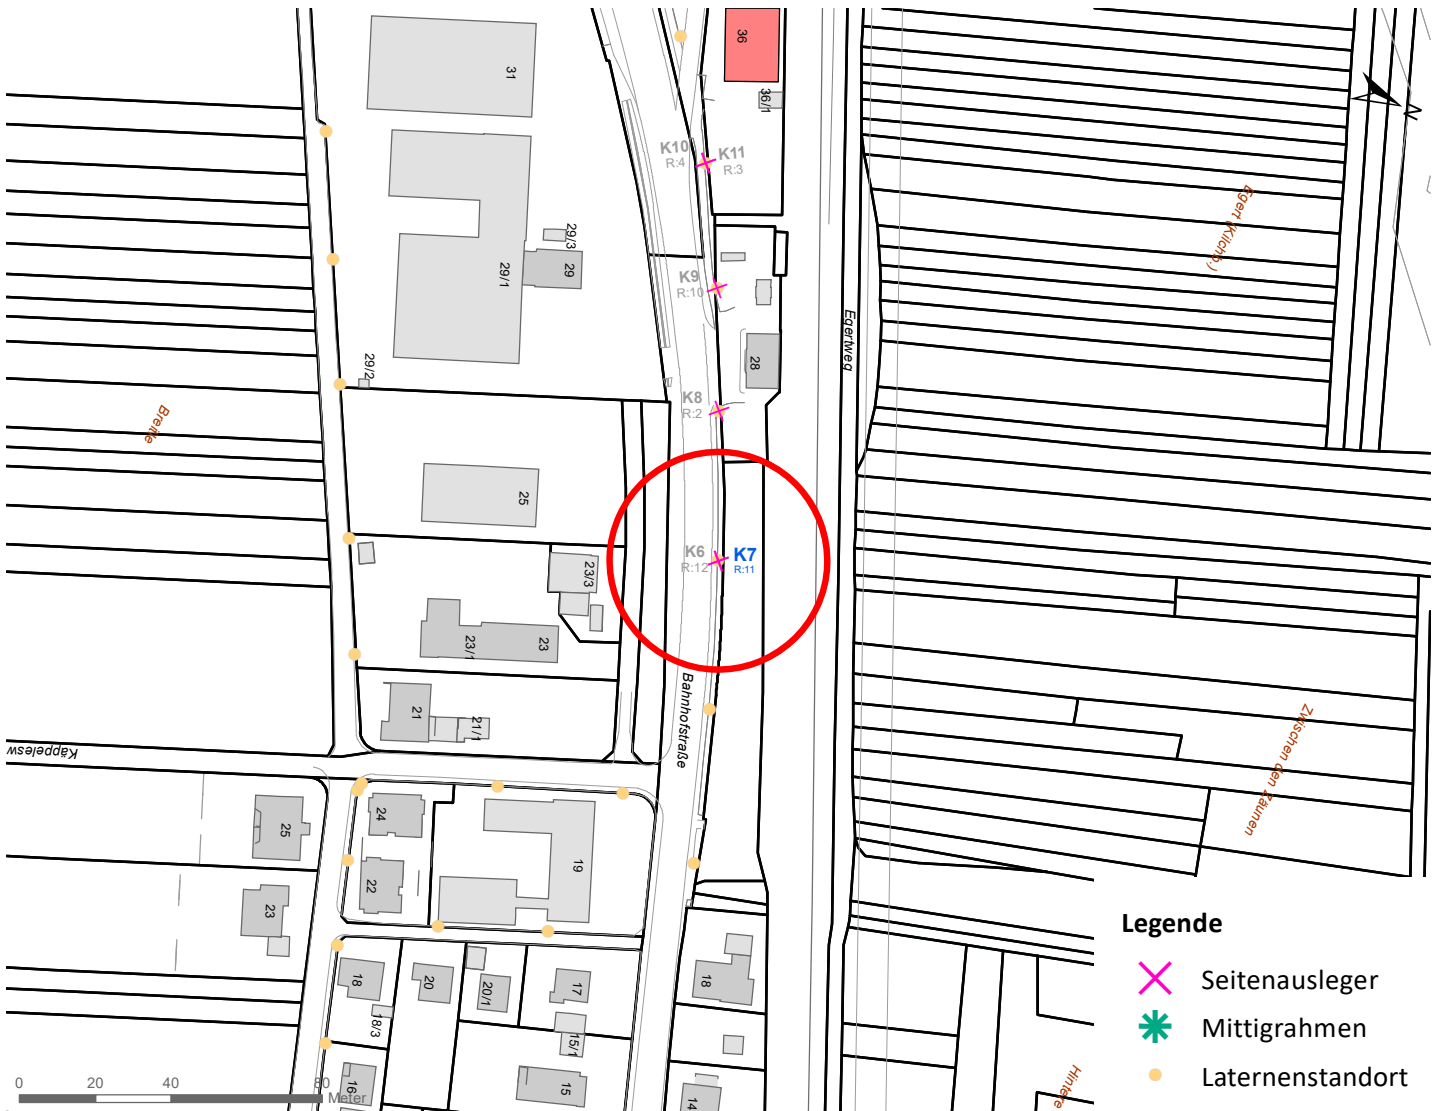 36
31
36/1
N
K10
R:4
K11
R:3
Egert (Kilchb.)
29/3
29
29/1
K9
R:10
Egertweg
28
29/2
K8
R:2
Breitle
25
K6
R:12
K7
R:11
23/3
23
23/1
21
21/1
Bahnhofstraße
Zwischen den Zäunen
Käppelesw
24
25
19
22
23
Legende
Seitenausleger
Mittigrahmen
Laternenstandort
18
20
20/1
17
18
18/3
15/1
15
16
14
Hintere
0 20 40 80
Meter